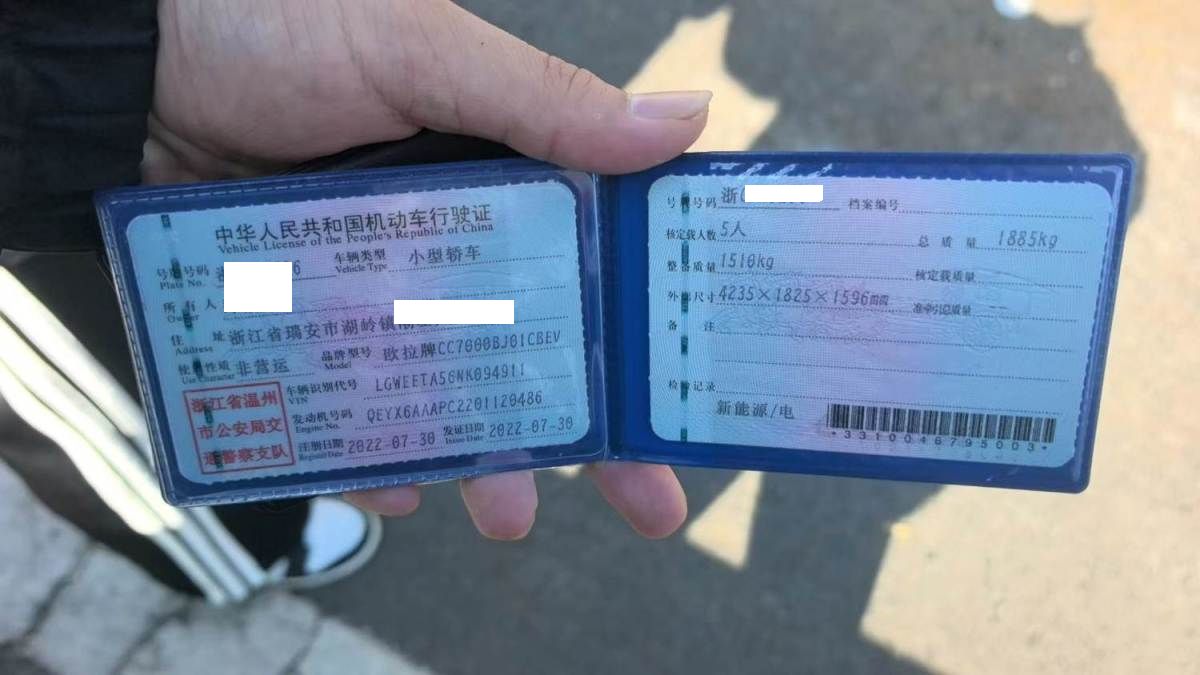 中华人民共和国机动车行驶证
Vehicle License of the People's Republic of China
号牌号码 6 车辆类型 小型轿车
Plate No. Vehicle Type
所有人
Owner
住址 浙江省瑞安市湖岭镇
Address
使用性质 非营运 品牌型号 欧拉牌CC7000BJ01CBEV
Use Character Model
浙江省温州
市公安局交
通警察支队
车辆识别代号 LGWEETA56NK094911
VIN
发动机号码 QEYX6AAAPC2201120486
Engine No.
注册日期 2022-07-30 发证日期 2022-07-30
Register Date Issue Date
号牌号码 浙 档案编号
核定载人数 5人 总质量 1885kg
整备质量 1510kg 核定载质量
外廓尺寸 4235×1825×1596mm 准牵引总质量 --
备注
检验记录
新能源/电
*3310046795003*